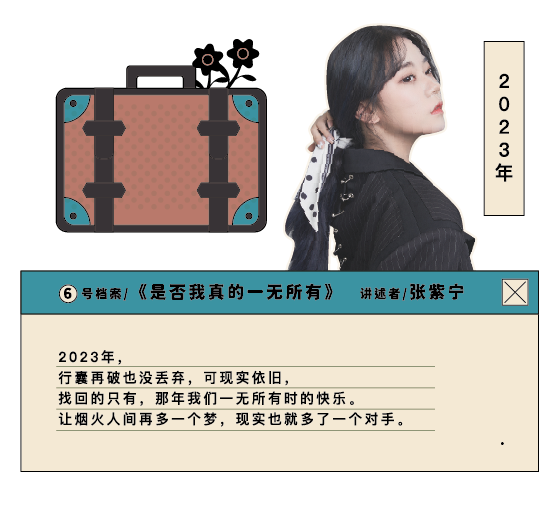 2023年
6号档案/《是否我真的一无所有》 讲述者/张紫宁
2023年，
行囊再破也没丢弃，可现实依旧，
找回的只有，那年我们一无所有时的快乐。
让烟火人间再多一个梦，现实也就多了一个对手。